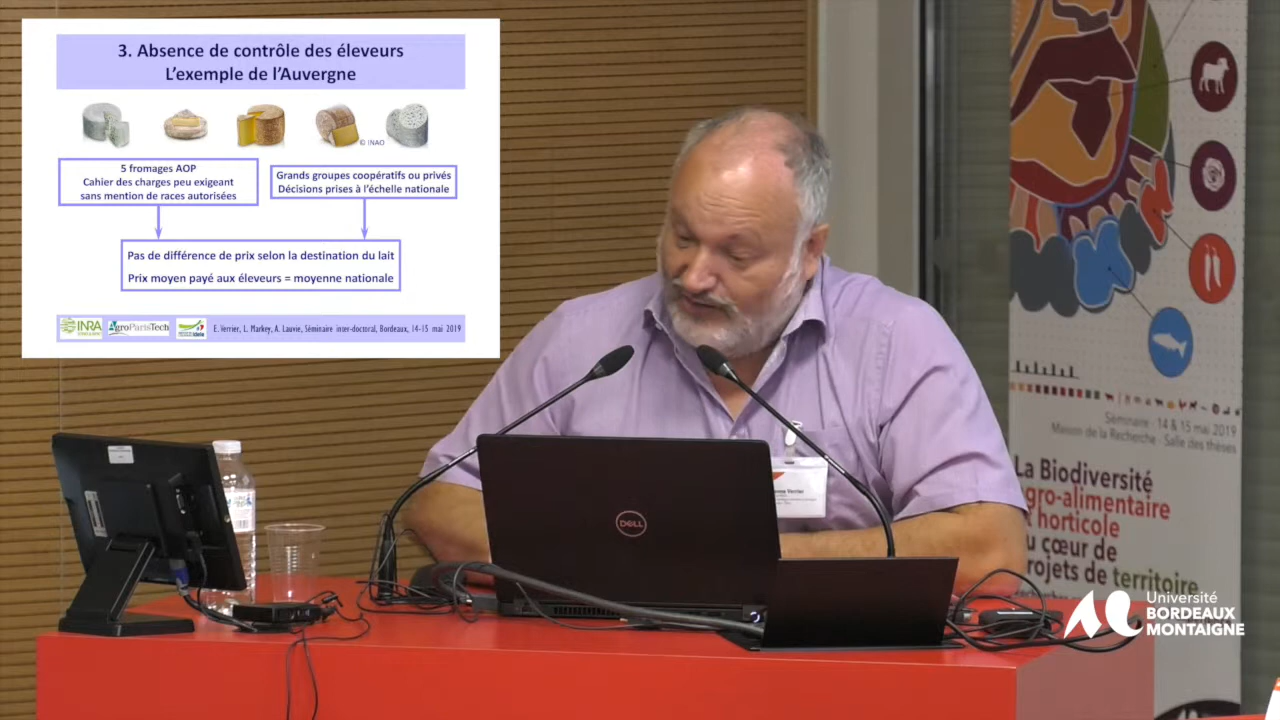 3. Absence de contrôle des éleveurs
L'exemple de l'Auvergne
© INAO
5 fromages AOP
Cahier des charges peu exigeant
sans mention de races autorisées
Grands groupes coopératifs ou privés
Décisions prises à l'échelle nationale
Pas de différence de prix selon la destination du lait
Prix moyen payé aux éleveurs = moyenne nationale
INRA
AgroParisTech
E. Verrier, L. Markey, A. Lauvie, Séminaire inter-doctoral, Bordeaux, 14-15 mai 2019
DELL
Verrier
Séminaire : 14 & 15 mai 2019
Maison de la Recherche - Salle des thèses
La Biodiversité
gro-alimentaire
horticole
u cœur de
rojets de territoire
Université
BORDEAUX
MONTAIGNE